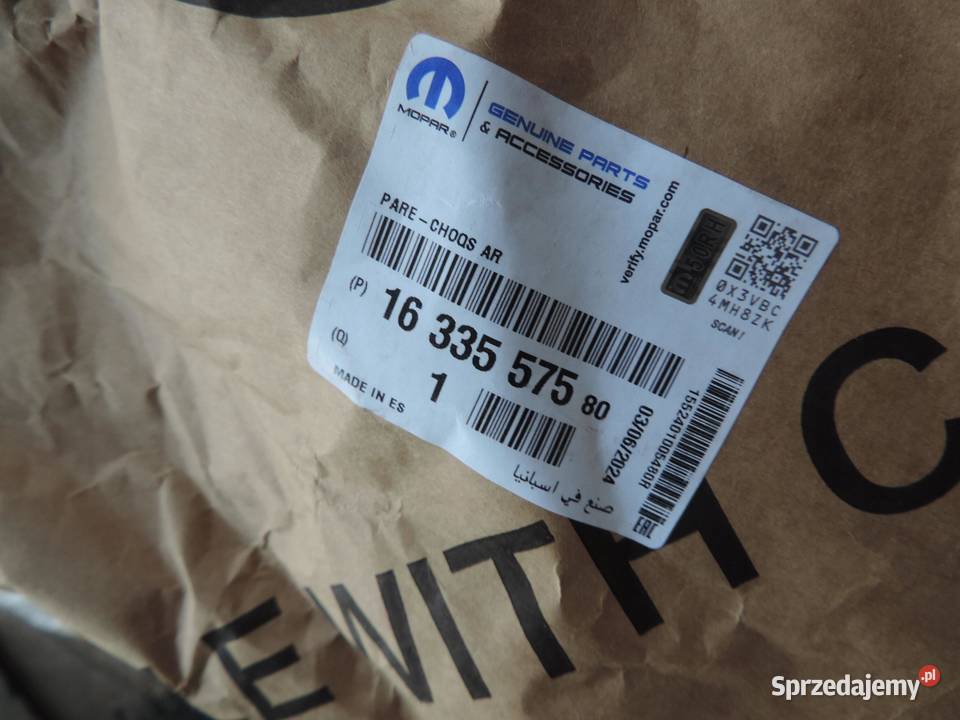 MOPAR®
GENUINE PARTS
& ACCESSORIES
verify.mopar.com
0X3VBC
4MH8ZK
SCAN!
PARE-CHOQS AR
(P) 16 335 575 80
(Q) 1
MADE IN ES
03/06/2024
صنع في اسبانيا
EAC
E WITH C
Sprzedajemy.pl